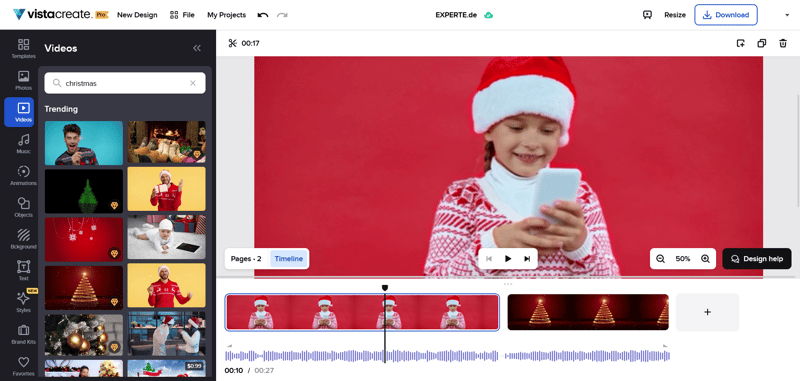 vistacreate. Pro
New Design
File
My Projects
EXPERTE.de
Resize
Download
Templates
Photos
Videos
Music
Animations
Objects
Background
Text
NEW
Styles
Brand Kits
Favorites
Videos
christmas
Trending
$0.99
00:17
Pages - 2
Timeline
50%
Design help
00:10 / 00:27